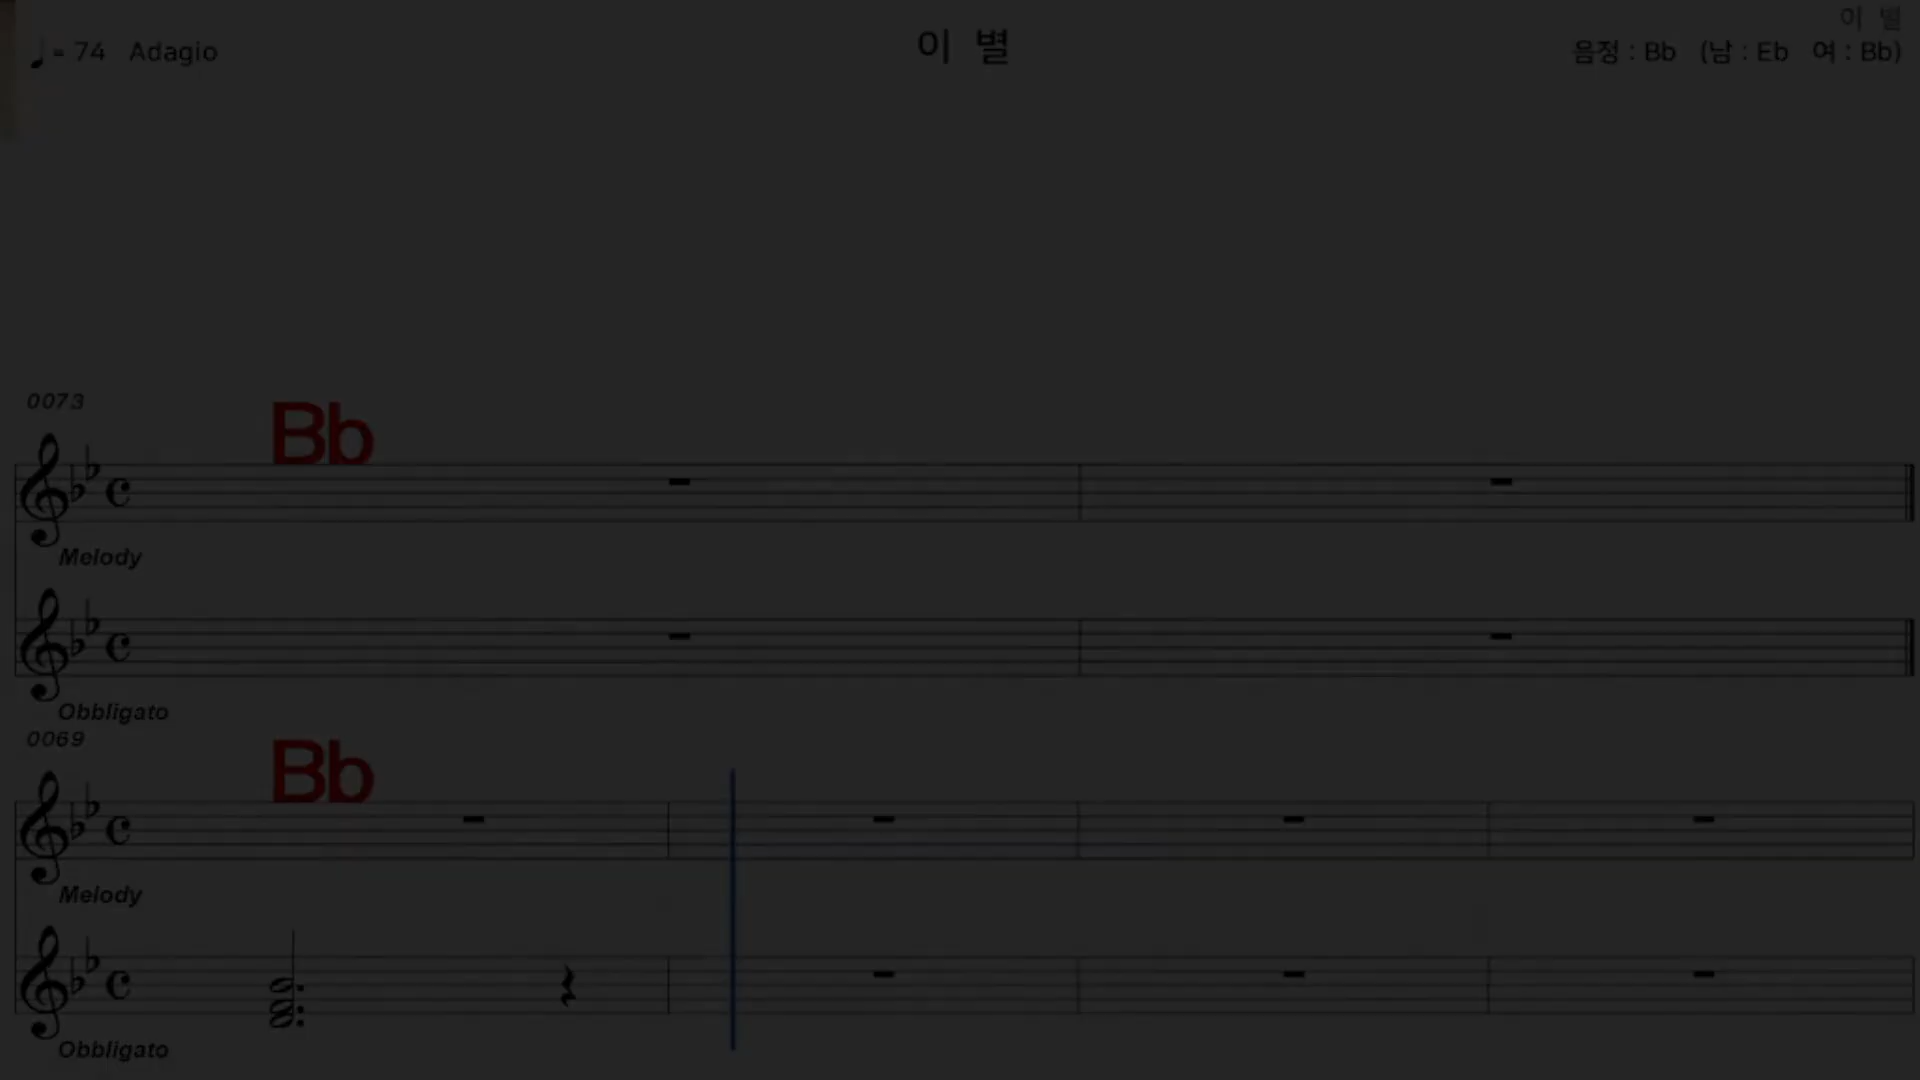 이 별
♩ = 74 Adagio
이 별
음정 : Bb (남 : Eb 여 : Bb)
0073
Bb
Melody
Obbligato
0069
Bb
Melody
Obbligato